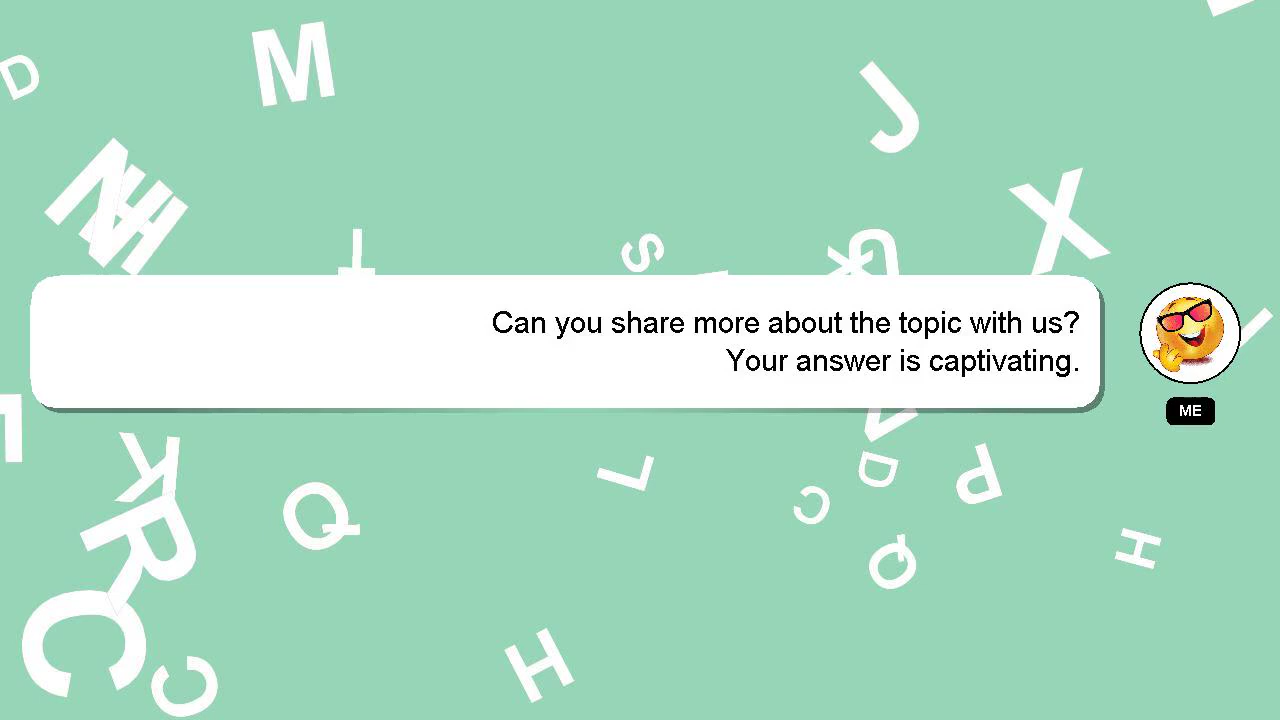 Can you share more about the topic with us?
Your answer is captivating.
ME